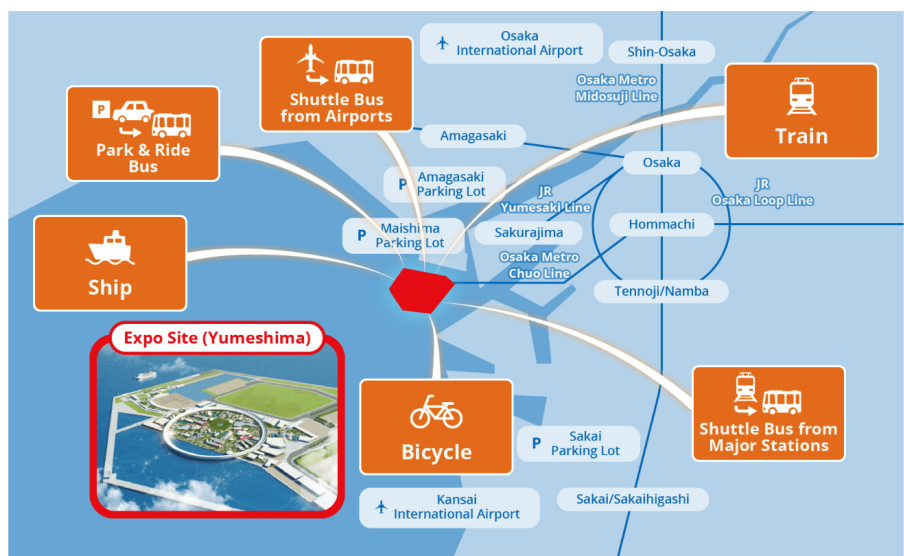 Osaka
International Airport
Shin-Osaka
Osaka Metro
Midosuji Line
Shuttle Bus
from Airports
P
Park & Ride
Bus
Train
Amagasaki
Osaka
P
Amagasaki
Parking Lot
JR
Yumesaki Line
JR
Osaka Loop Line
P
Maishima
Parking Lot
Sakurajima
Hommachi
Osaka Metro
Chuo Line
Ship
Tennoji/Namba
Expo Site (Yumeshima)
Bicycle
Shuttle Bus from
Major Stations
P
Sakai
Parking Lot
Kansai
International Airport
Sakai/Sakaihigashi